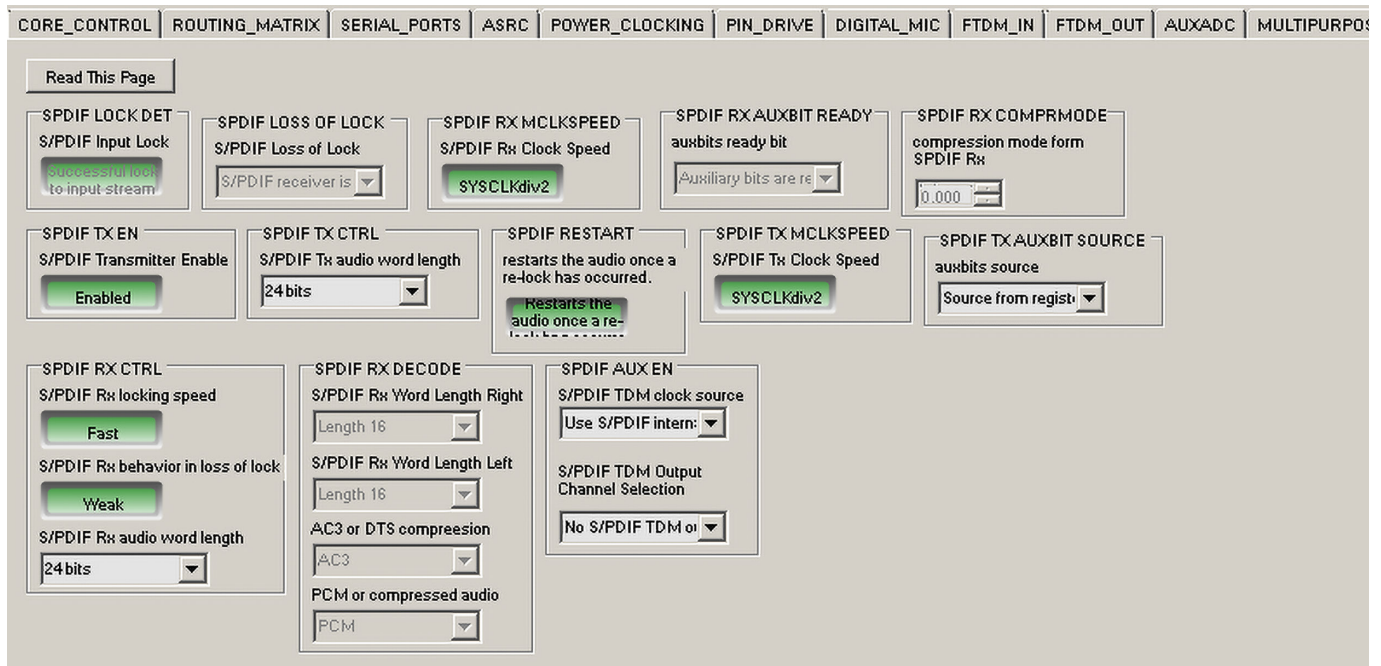 CORE_CONTROL ROUTING_MATRIX SERIAL_PORTS ASRC POWER_CLOCKING PIN_DRIVE DIGITAL_MIC FTDM_IN FTDM_OUT AUXADC MULTIPURPOS
Read This Page
SPDIF LOCK DET
S/PDIF Input Lock
Successful lock
to input stream
SPDIF LOSS OF LOCK
S/PDIF Loss of Lock
S/PDIF receiver is
SPDIF RX MCLKSPEED
S/PDIF Rx Clock Speed
SYSCLKdiv2
SPDIF RX AUXBIT READY
auxbits ready bit
Auxiliary bits are re
SPDIF RX COMPRMODE
compression mode form
SPDIF Rx
0.000
SPDIF TX EN
S/PDIF Transmitter Enable
Enabled
SPDIF TX CTRL
S/PDIF Tx audio word length
24 bits
SPDIF RESTART
restarts the audio once a
re-lock has occurred.
Restarts the
audio once a re-
SPDIF TX MCLKSPEED
S/PDIF Tx Clock Speed
SYSCLKdiv2
SPDIF TX AUXBIT SOURCE
auxbits source
Source from regist
SPDIF RX CTRL
S/PDIF Rx locking speed
Fast
S/PDIF Rx behavior in loss of lock
Weak
S/PDIF Rx audio word length
24 bits
SPDIF RX DECODE
S/PDIF Rx Word Length Right
Length 16
S/PDIF Rx Word Length Left
Length 16
AC3 or DTS compreesion
AC3
PCM or compressed audio
PCM
SPDIF AUX EN
S/PDIF TDM clock source
Use S/PDIF intern
S/PDIF TDM Output
Channel Selection
No S/PDIF TDM o